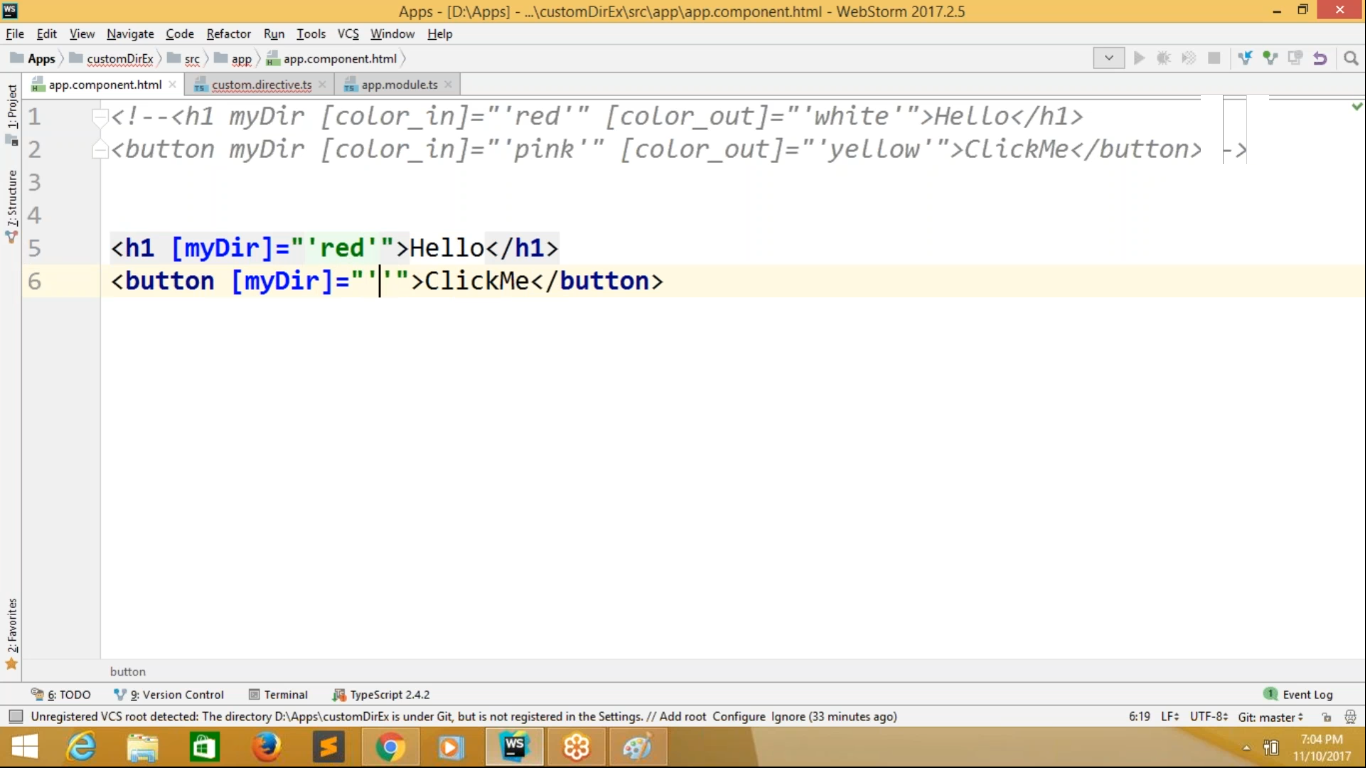 WS Apps - [D:\Apps] - ...\customDirEx\src\app\app.component.html - WebStorm 2017.2.5
File Edit View Navigate Code Refactor Run Tools VCS Window Help
Apps customDirEx src app app.component.html
app.component.html custom.directive.ts app.module.ts
1: Project
Z: Structure
2: Favorites
1 <!--<h1 myDir [color_in]="'red'" [color_out]="'white'">Hello</h1>
2 <button myDir [color_in]="'pink'" [color_out]="'yellow'">ClickMe</button> ->
3
4
5 <h1 [myDir]="'red'">Hello</h1>
6 <button [myDir]="''">ClickMe</button>
button
6: TODO 9: Version Control Terminal TypeScript 2.4.2 1 Event Log
Unregistered VCS root detected: The directory D:\Apps\customDirEx is under Git, but is not registered in the Settings. // Add root Configure Ignore (33 minutes ago) 6:19 LF÷ UTF-8÷ Git: master÷
WS
7:04 PM
11/10/2017